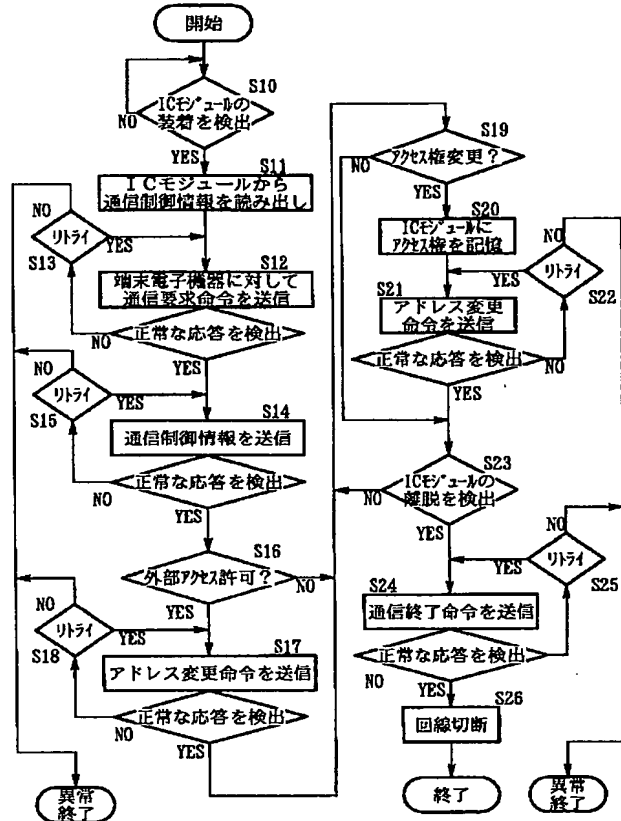 開始
S10
ICモジュールの
装着を検出
NO
YES
S11
ICモジュールから
通信制御情報を読み出し
NO
リトライ
YES
S13
S12
端末電子機器に対して
通信要求命令を送信
正常な応答を検出
NO
YES
NO
リトライ
YES
S15
S14
通信制御情報を送信
正常な応答を検出
NO
YES
S16
外部アクセス許可?
NO
YES
NO
リトライ
YES
S18
S17
アドレス変更命令を送信
正常な応答を検出
NO
YES
異常
終了
S19
アクセス権変更?
NO
YES
S20
ICモジュールに
アクセス権を記憶
NO
リトライ
YES
S22
S21
アドレス変更
命令を送信
正常な応答を検出
NO
YES
S23
ICモジュールの
離脱を検出
NO
YES
NO
リトライ
YES
S25
S24
通信終了命令を送信
正常な応答を検出
NO
YES
S26
回線切断
終了
異常
終了